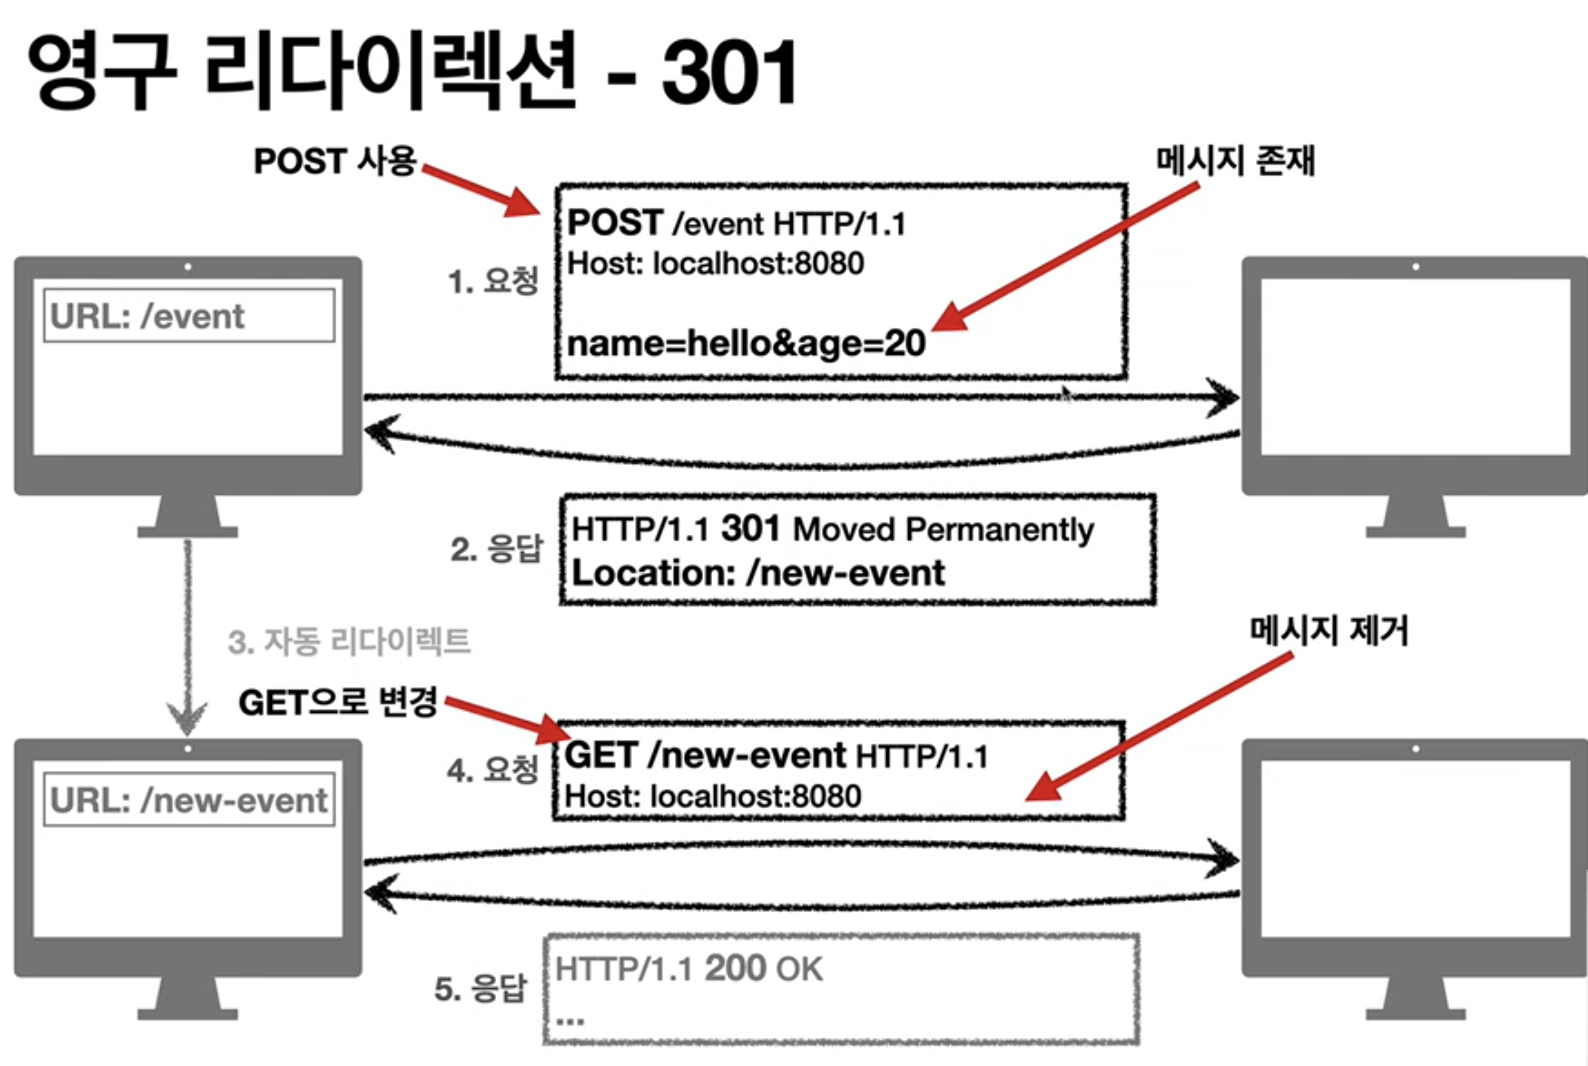 영구 리다이렉션 - 301
POST 사용
메시지 존재
1. 요청
POST /event HTTP/1.1
Host: localhost:8080
name=hello&age=20
URL: /event
2. 응답
HTTP/1.1 301 Moved Permanently
Location: /new-event
3. 자동 리다이렉트
메시지 제거
GET으로 변경
4. 요청
GET /new-event HTTP/1.1
Host: localhost:8080
URL: /new-event
5. 응답
HTTP/1.1 200 OK
...